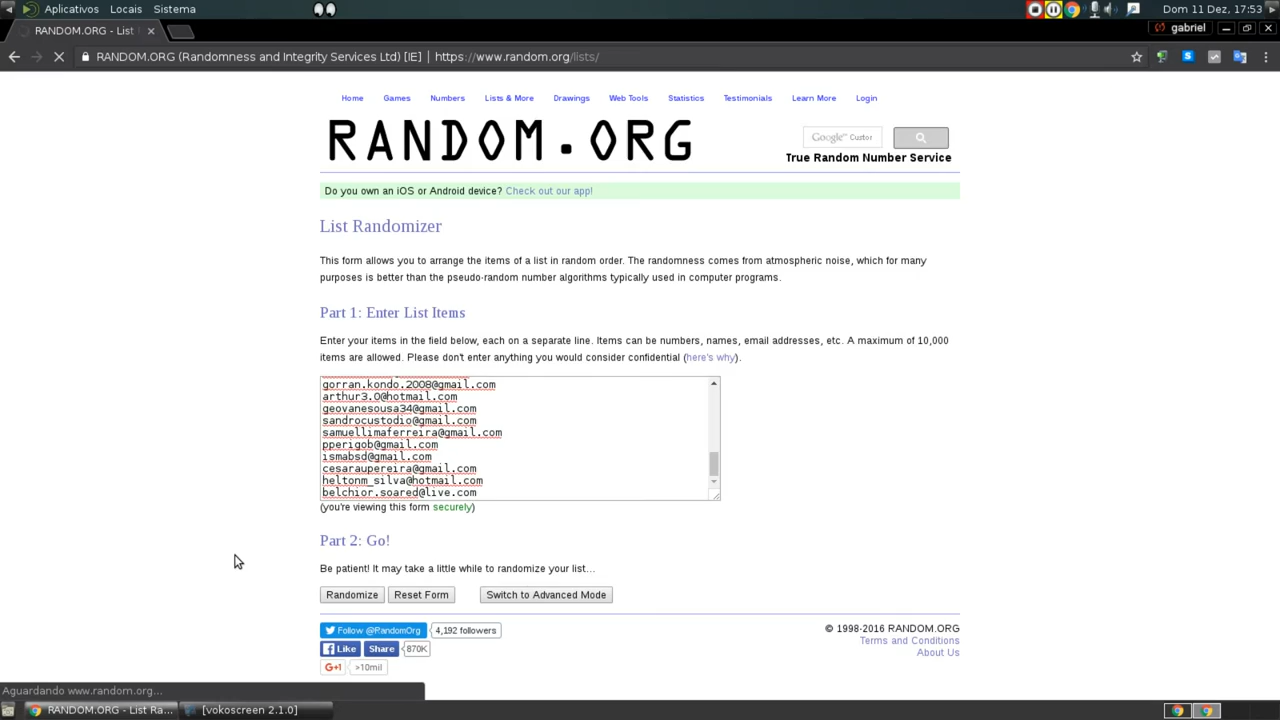 Aplicativos Locais Sistema
Dom 11 Dez, 17:53
RANDOM.ORG - List
gabriel
RANDOM.ORG (Randomness and Integrity Services Ltd) [IE] | https://www.random.org/lists/
Home Games Numbers Lists & More Drawings Web Tools Statistics Testimonials Learn More Login
RANDOM.ORG
Google™ Custor
True Random Number Service
Do you own an iOS or Android device? Check out our app!
List Randomizer
This form allows you to arrange the items of a list in random order. The randomness comes from atmospheric noise, which for many
purposes is better than the pseudo-random number algorithms typically used in computer programs.
Part 1: Enter List Items
Enter your items in the field below, each on a separate line. Items can be numbers, names, email addresses, etc. A maximum of 10,000
items are allowed. Please don't enter anything you would consider confidential (here's why).
gorran.kondo.2008@gmail.com
arthur3.0@hotmail.com
geovanesousa34@gmail.com
sandrocustodio@gmail.com
samuellimaferreira@gmail.com
pperigob@gmail.com
ismabsd@gmail.com
cesaraupereira@gmail.com
heltonm_silva@hotmail.com
belchior.soared@live.com
(you're viewing this form securely)
Part 2: Go!
Be patient! It may take a little while to randomize your list...
Randomize Reset Form Switch to Advanced Mode
Follow @RandomOrg 4,192 followers
Like Share 870K
G+1 >10mil
© 1998-2016 RANDOM.ORG
Terms and Conditions
About Us
Aguardando www.random.org...
RANDOM.ORG - List Ra...
[vokoscreen 2.1.0]